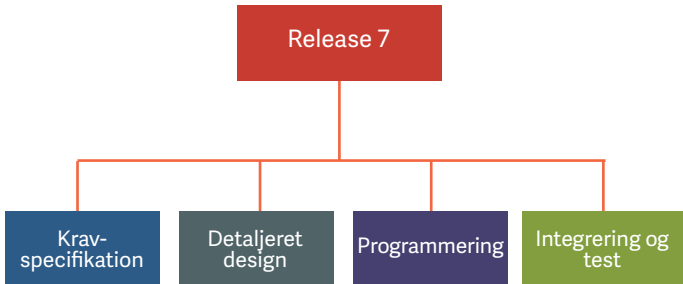 Release 7
Krav-
specifikation
Detaljeret
design
Programmering
Integrering og
test